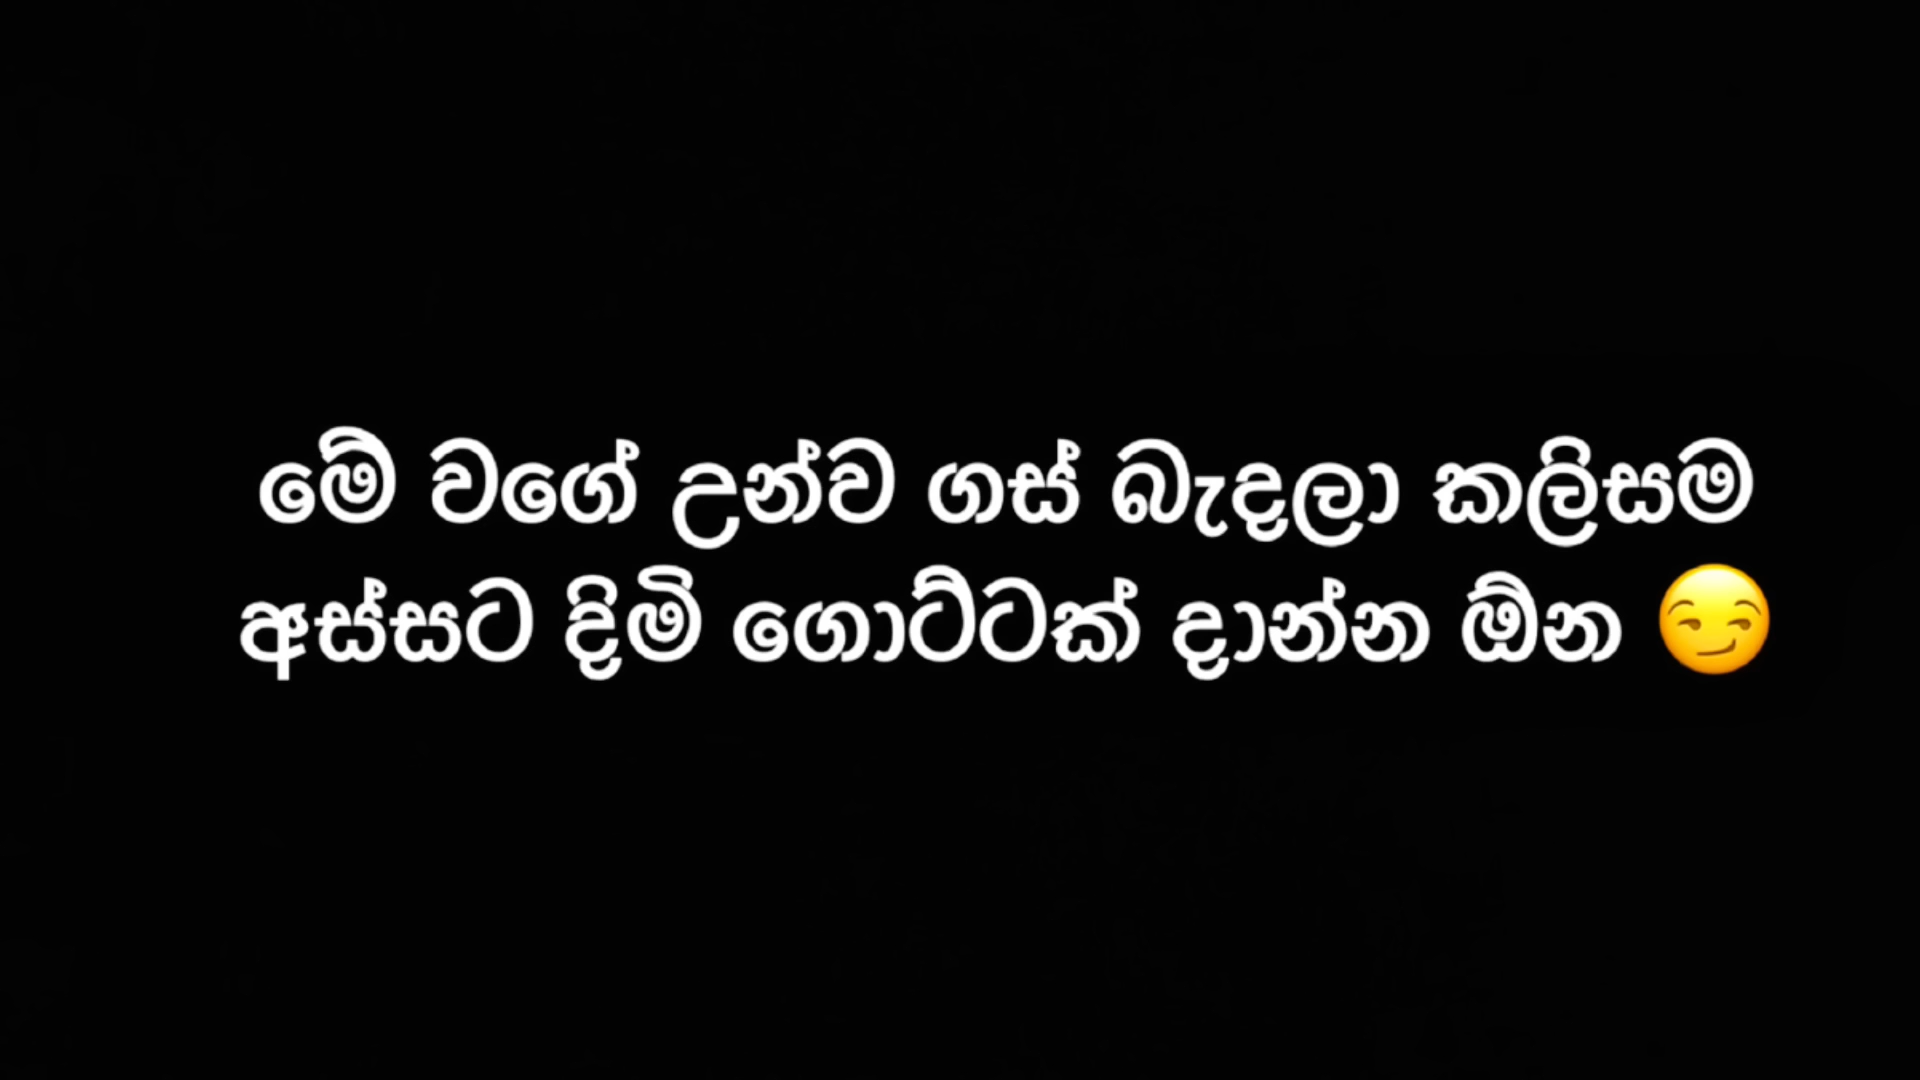 මේ වගේ උන්ව ගස් බැදලා කලිසම
අස්සට දිමි ගොට්ටක් දාන්න ඕන 😏